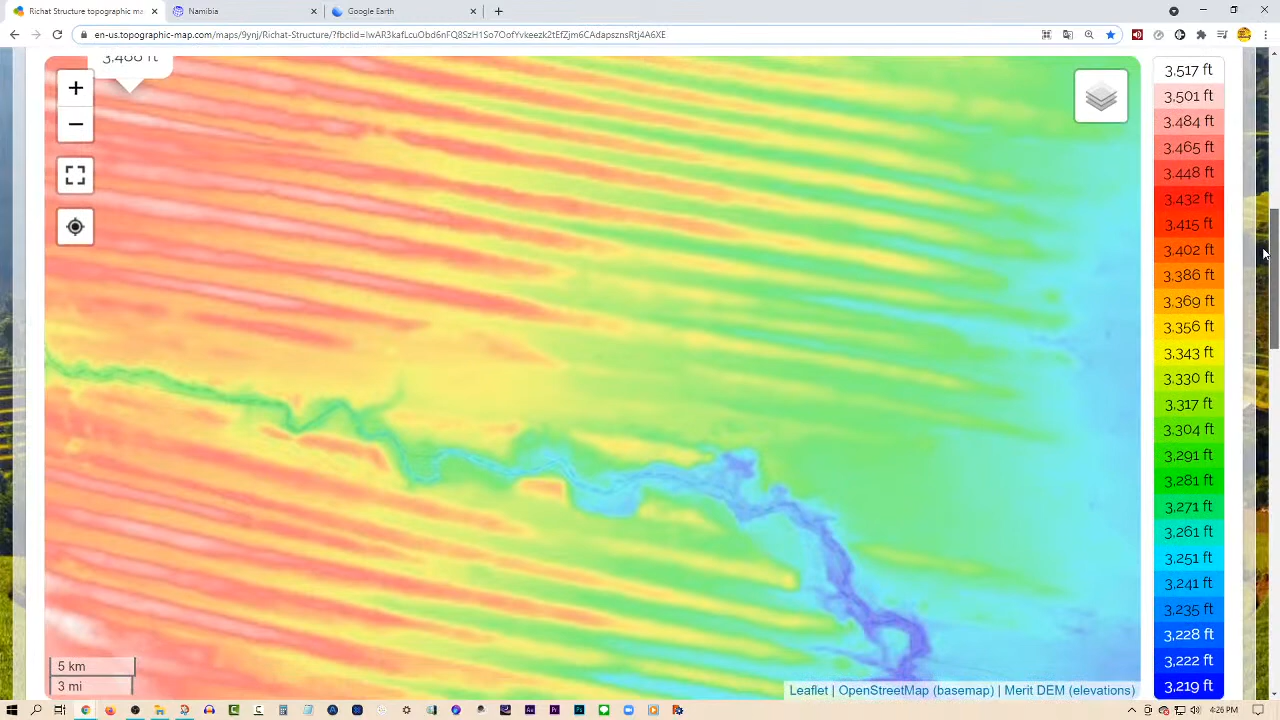 Richat Structure topographic ma
Namibia
Google Earth
en-us.topographic-map.com/maps/9ynj/Richat-Structure/?fbclid=IwAR3kafLbObd6nFQ8SzH1So7OorYvkeeR2tEfZjm6CAdapsznsRtj4A6XE
3,400 ft
+
−
3,517 ft
3,501 ft
3,484 ft
3,465 ft
3,448 ft
3,432 ft
3,415 ft
3,402 ft
3,386 ft
3,369 ft
3,356 ft
3,343 ft
3,330 ft
3,317 ft
3,304 ft
3,291 ft
3,281 ft
3,271 ft
3,261 ft
3,251 ft
3,241 ft
3,235 ft
3,228 ft
3,222 ft
3,219 ft
5 km
3 mi
Leaflet | OpenStreetMap (basemap) | Merit DEM (elevations)
4:26 PM